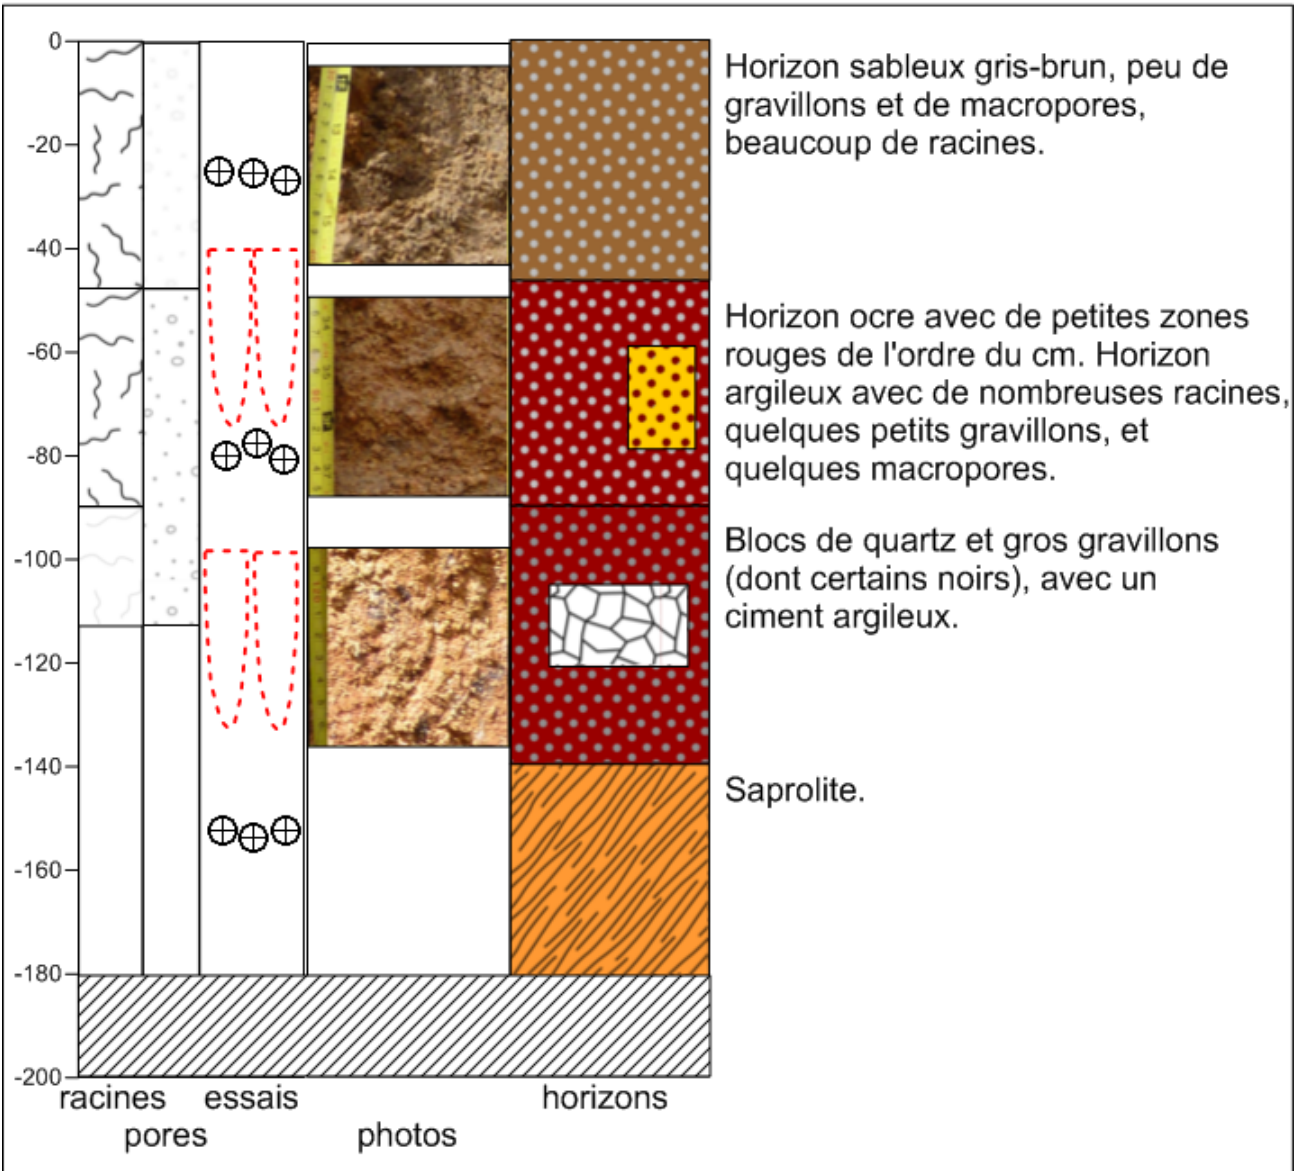 0
-20
-40
-60
-80
-100
-120
-140
-160
-180
-200
Horizon sableux gris-brun, peu de
gravillons et de macropores,
beaucoup de racines.
Horizon ocre avec de petites zones
rouges de l'ordre du cm. Horizon
argileux avec de nombreuses racines,
quelques petits gravillons, et
quelques macropores.
Blocs de quartz et gros gravillons
(dont certains noirs), avec un
ciment argileux.
Saprolite.
racines essais horizons
pores photos